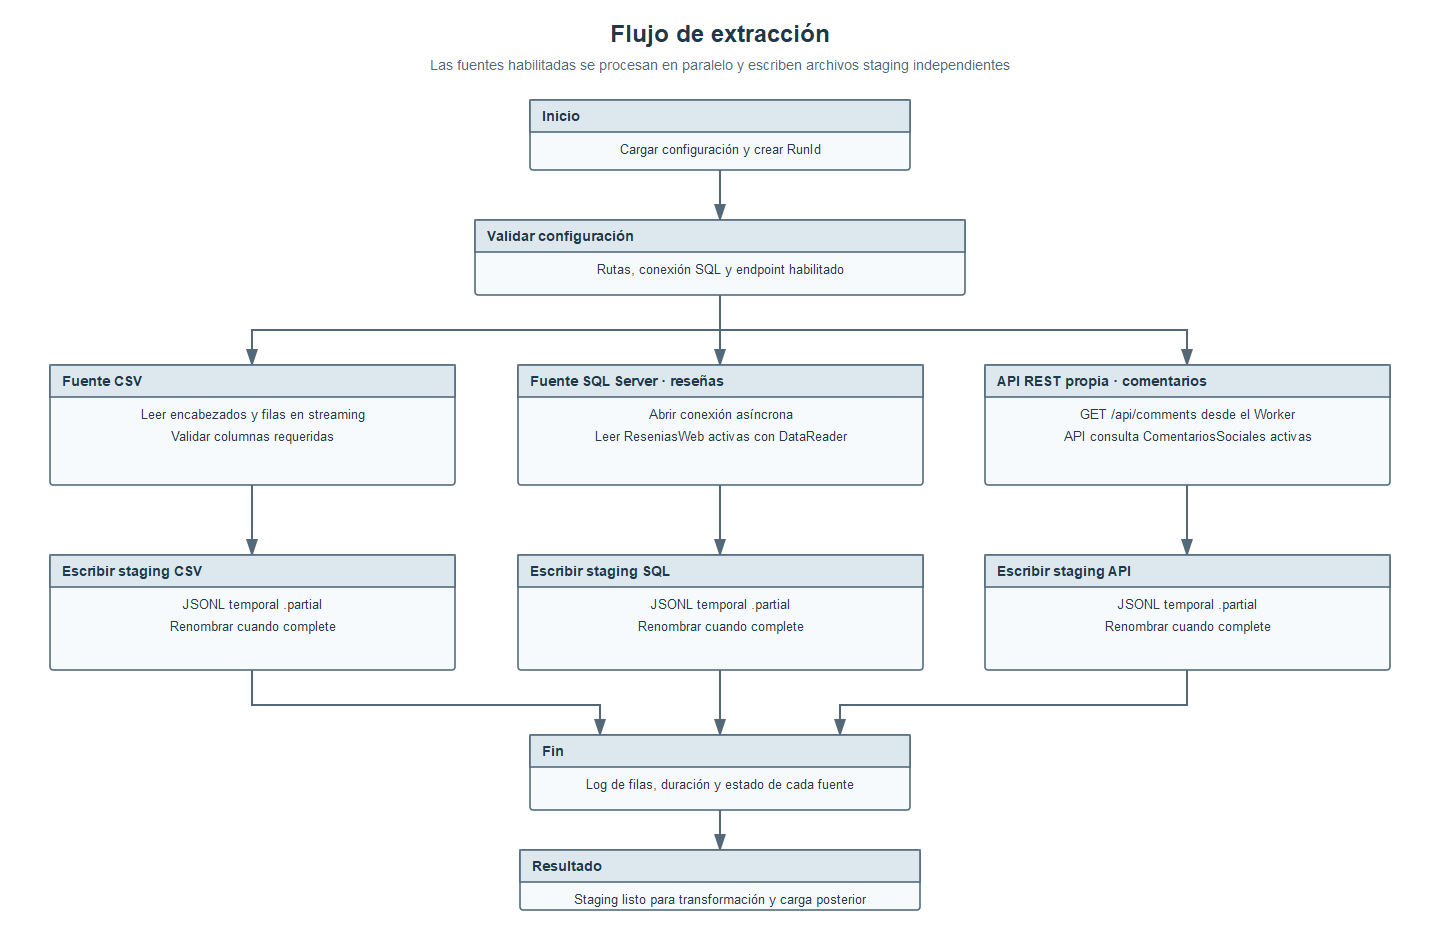 Flujo de extracción
Las fuentes habilitadas se procesan en paralelo y escriben archivos staging independientes
Inicio
Cargar configuración y crear RunId
Validar configuración
Rutas, conexión SQL y endpoint habilitado
Fuente CSV
Leer encabezados y filas en streaming
Validar columnas requeridas
Fuente SQL Server · reseñas
Abrir conexión asíncrona
Leer ReseniasWeb activas con DataReader
API REST propia · comentarios
GET /api/comments desde el Worker
API consulta ComentariosSociales activas
Escribir staging CSV
JSONL temporal .partial
Renombrar cuando complete
Escribir staging SQL
JSONL temporal .partial
Renombrar cuando complete
Escribir staging API
JSONL temporal .partial
Renombrar cuando complete
Fin
Log de filas, duración y estado de cada fuente
Resultado
Staging listo para transformación y carga posterior